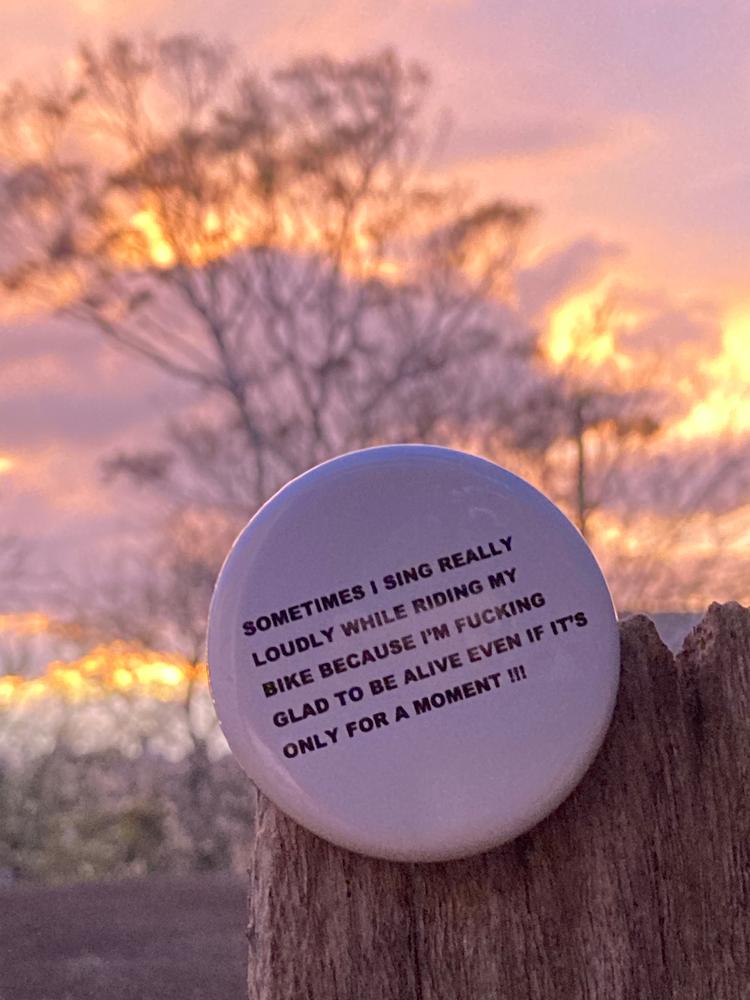 SOMETIMES I SING REALLY
LOUDLY WHILE RIDING MY
BIKE BECAUSE I'M FUCKING
GLAD TO BE ALIVE EVEN IF IT'S
ONLY FOR A MOMENT !!!